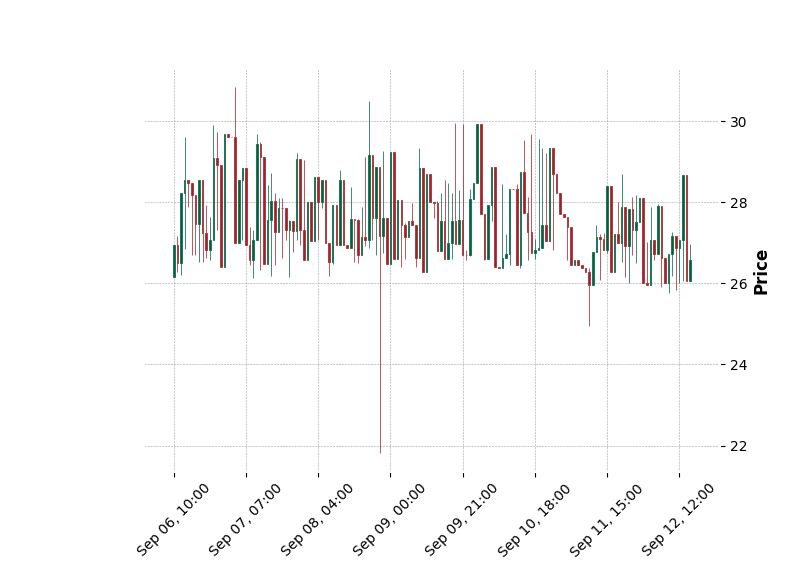 30
28
26
24
22
Price
Sep 06, 10:00
Sep 07, 07:00
Sep 08, 04:00
Sep 09, 00:00
Sep 09, 21:00
Sep 10, 18:00
Sep 11, 15:00
Sep 12, 12:00